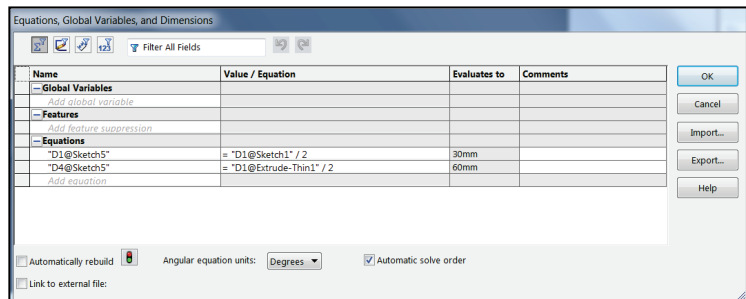 Equations, Global Variables, and Dimensions
Filter All Fields
Name Value / Equation Evaluates to Comments
Global Variables
Add global variable
Features
Add feature suppression
Equations
"D1@Sketch5" = "D1@Sketch1" / 2 30mm
"D4@Sketch5" = "D1@Extrude-Thin1" / 2 60mm
Add equation
OK
Cancel
Import...
Export...
Help
Automatically rebuild Angular equation units: Degrees Automatic solve order
Link to external file: